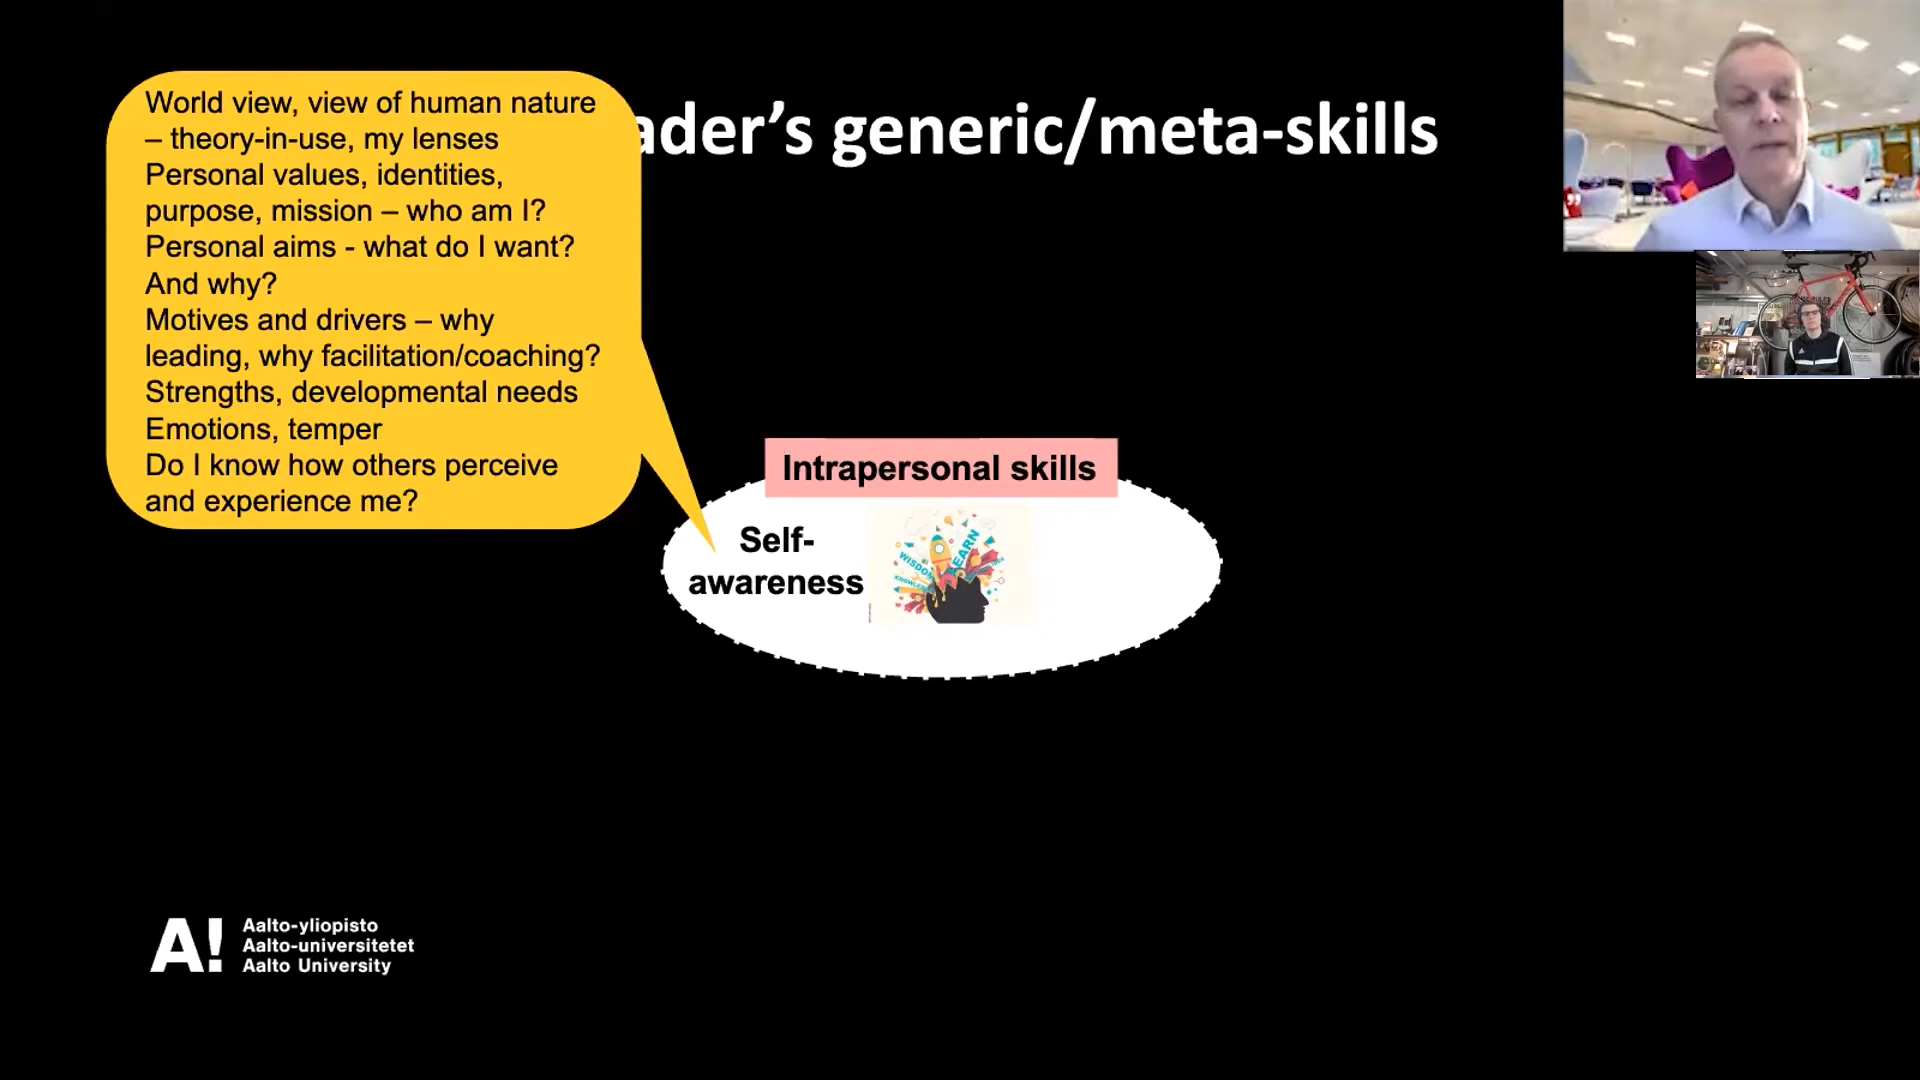 World view, view of human nature
– theory-in-use, my lenses
Personal values, identities,
purpose, mission – who am I?
Personal aims - what do I want?
And why?
Motives and drivers – why
leading, why facilitation/coaching?
Strengths, developmental needs
Emotions, temper
Do I know how others perceive
and experience me?
ader’s generic/meta-skills
Intrapersonal skills
Self-
awareness
WISDOM
LEARN
A!
Aalto-yliopisto
Aalto-universitetet
Aalto University